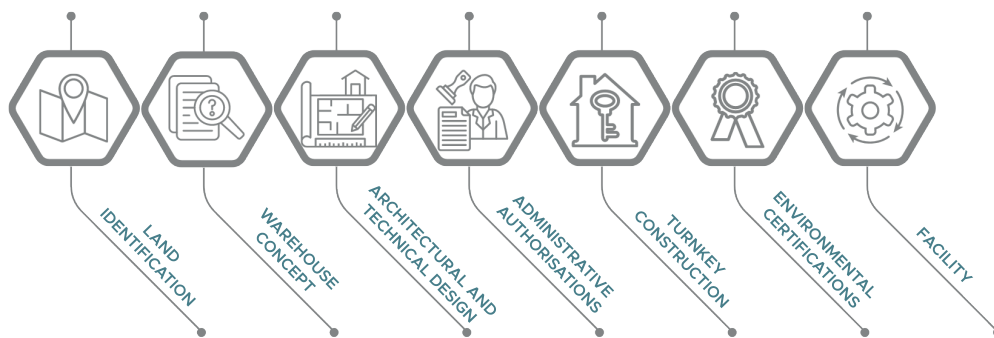 LAND
IDENTIFICATION
WAREHOUSE
CONCEPT
ARCHITECTURAL AND
TECHNICAL DESIGN
ADMINISTRATIVE
AUTHORISATIONS
TURNKEY
CONSTRUCTION
ENVIRONMENTAL
CERTIFICATIONS
FACILITY
?